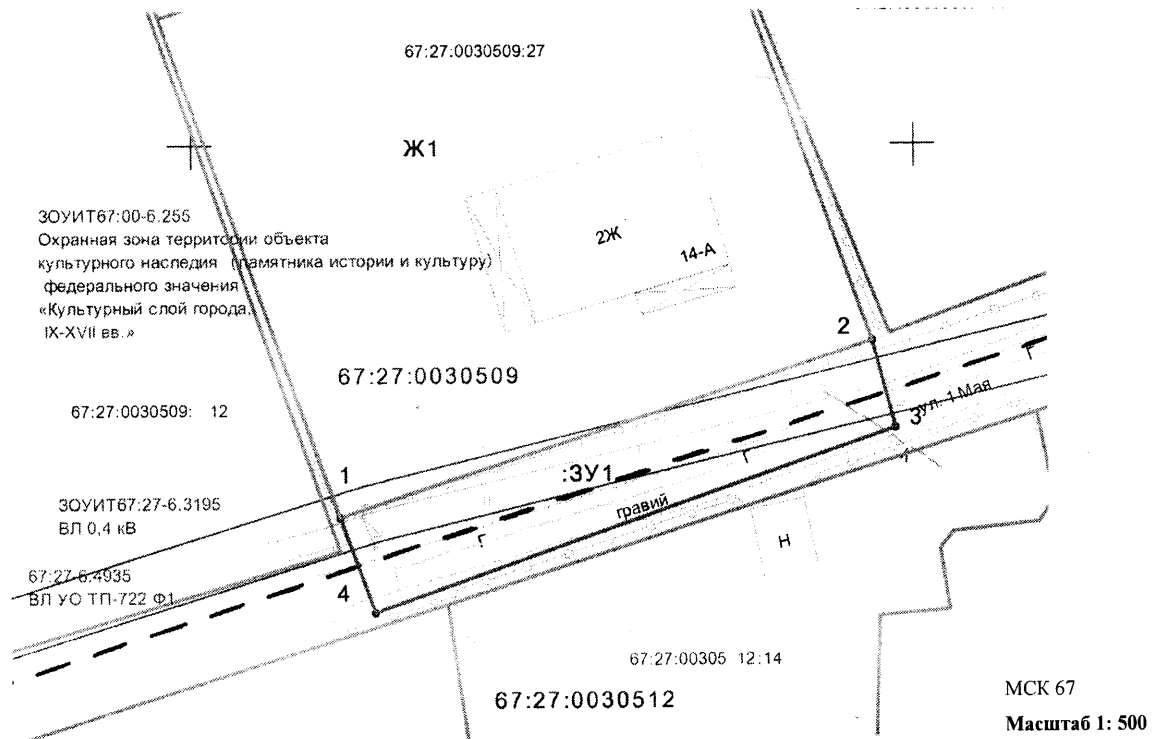 67:27:0030509:27
Ж1
ЗОУИТ67:00-6.255
Охранная зона территории объекта
культурного наследия (памятника истории и культуру)
федерального значения
«Культурный слой города,
IX-XVII вв.»
2Ж
14-А
2
67:27:0030509
67:27:0030509: 12
Г
ул. 1 Мая
3
1
:ЗУ1
Г
ЗОУИТ67:27-6.3195
ВЛ 0,4 кВ
гравий
Г
Н
67:27-6.4935
ВЛ УО ТП-722 Ф1
4
67:27:00305 12:14
67:27:0030512
МСК 67
Масштаб 1: 500